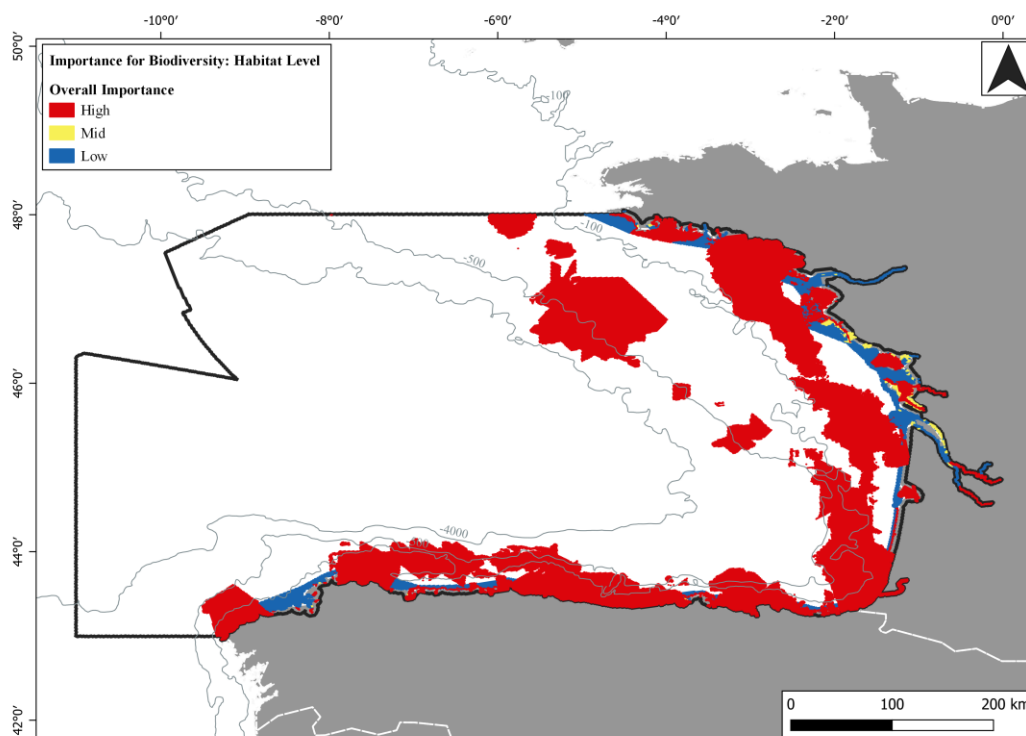 -10°0' -8°0' -6°0' -4°0' -2°0' 0°0'
50°0'
Importance for Biodiversity: Habitat Level
Overall Importance
High
Mid
Low
-100
48°0'
-100
-500
46°0'
-4000
44°0'
42°0'
0 100 200 km